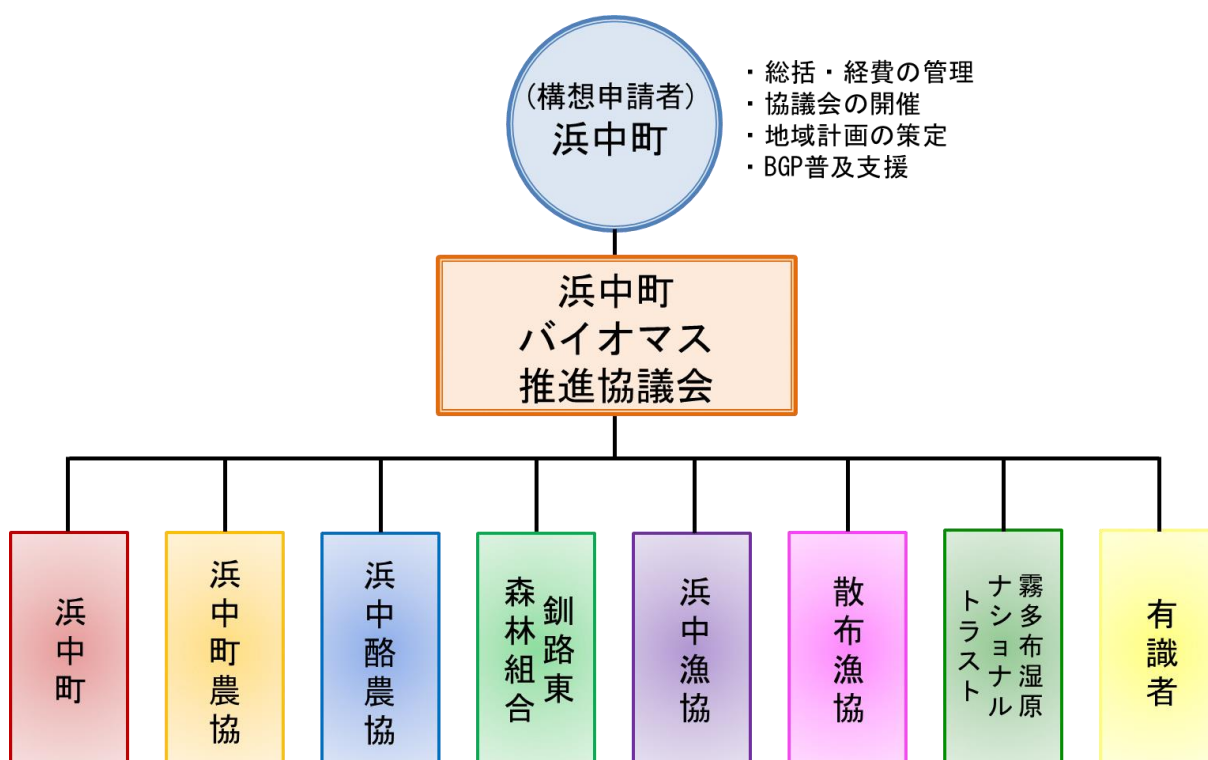 (構想申請者)
浜中町
・総括・経費の管理
・協議会の開催
・地域計画の策定
・BGP普及支援
浜中町
バイオマス
推進協議会
浜中町
浜中町農協
浜中酪農協
釧路東
森林組合
浜中漁協
散布漁協
霧多布湿原
ナショナル
トラスト
有識者